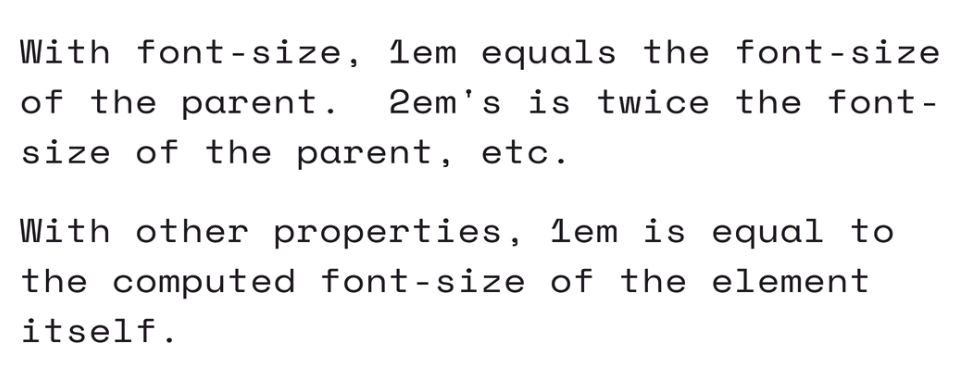 With font-size, 1em equals the font-size
of the parent.  2em's is twice the font-
size of the parent, etc.
With other properties, 1em is equal to
the computed font-size of the element
itself.